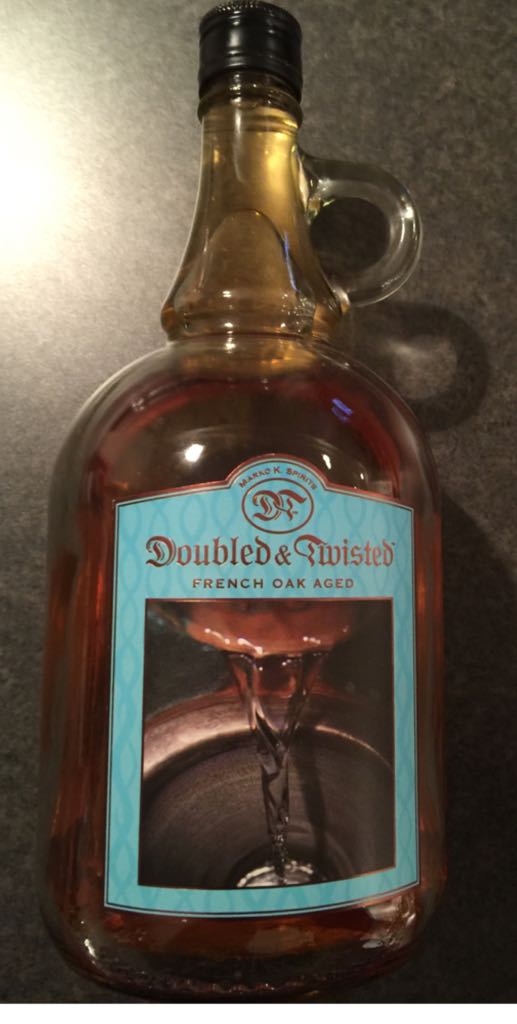 MARKO K. SPIRITS
DT
Doubled & Twisted
FRENCH OAK AGED